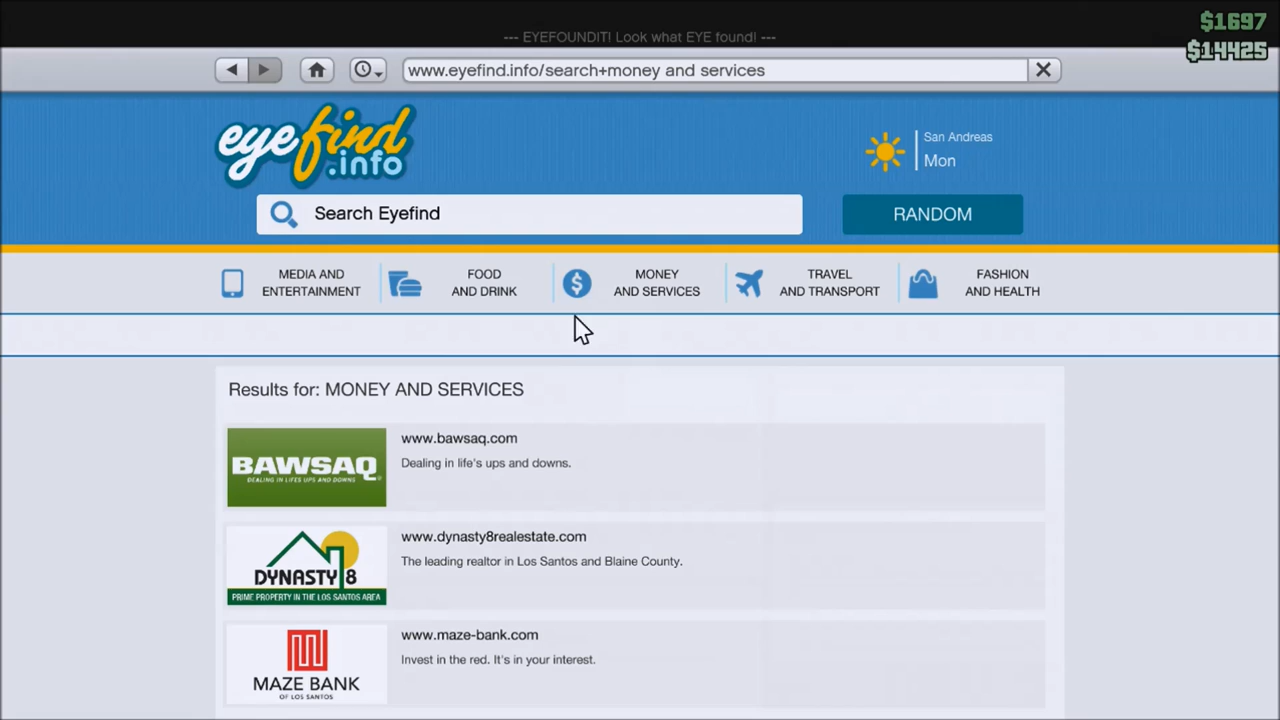 $1697
--- EYEFOUNDIT! Look what EYE found! ---
$14425
www.eyefind.info/search+money and services
eyefind
.info
San Andreas
Mon
Search Eyefind
RANDOM
MEDIA AND
ENTERTAINMENT
FOOD
AND DRINK
MONEY
AND SERVICES
TRAVEL
AND TRANSPORT
FASHION
AND HEALTH
Results for: MONEY AND SERVICES
BAWSAQ
DEALING IN LIFES UPS AND DOWNS
www.bawsaq.com
Dealing in life's ups and downs.
DYNASTY 8
PRIME PROPERTY IN THE LOS SANTOS AREA
www.dynasty8realestate.com
The leading realtor in Los Santos and Blaine County.
MAZE BANK
OF LOS SANTOS
www.maze-bank.com
Invest in the red. It's in your interest.